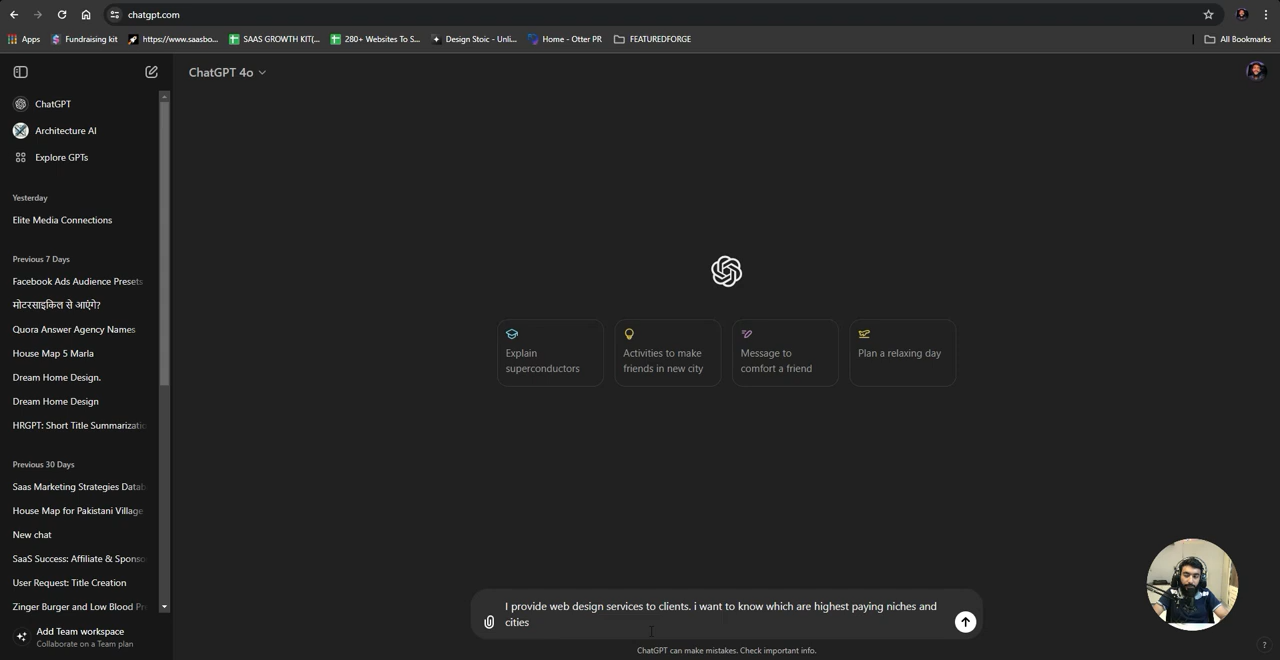 chatgpt.com
Apps
Fundraising kit
https://www.saasbo...
SAAS GROWTH KIT(...
280+ Websites To S...
Design Stoic - Unli...
Home - Otter PR
FEATUREDFORGE
All Bookmarks
ChatGPT 4o
ChatGPT
Architecture AI
Explore GPTs
Yesterday
Elite Media Connections
Previous 7 Days
Facebook Ads Audience Presets
मोटरसाइकिल से आएंगे?
Quora Answer Agency Names
House Map 5 Marla
Dream Home Design.
Dream Home Design
HRGPT: Short Title Summarizatio
Previous 30 Days
Saas Marketing Strategies Datab
House Map for Pakistani Village
New chat
SaaS Success: Affiliate & Sponso
User Request: Title Creation
Zinger Burger and Low Blood Pr
Add Team workspace
Collaborate on a Team plan
Explain
superconductors
Activities to make
friends in new city
Message to
comfort a friend
Plan a relaxing day
I provide web design services to clients. i want to know which are highest paying niches and
cities
ChatGPT can make mistakes. Check important info.
?